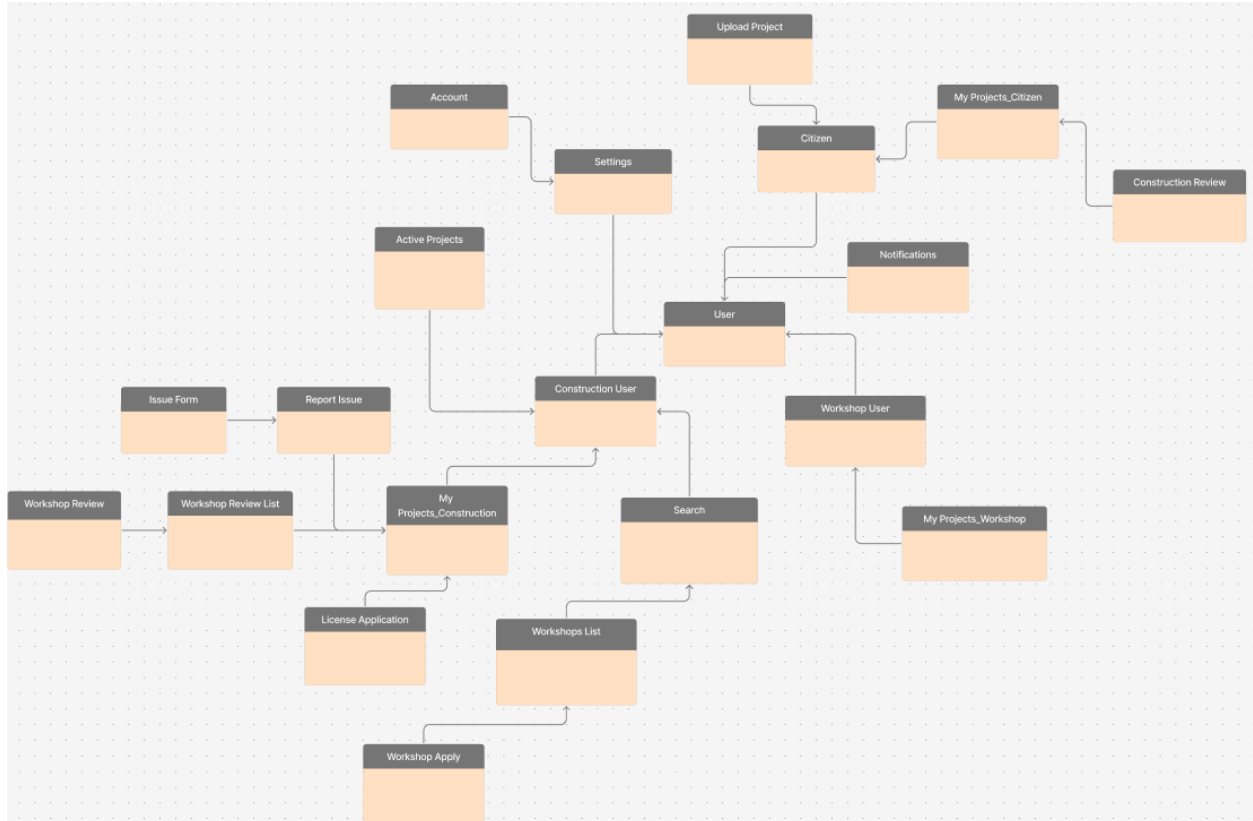 Upload Project
Account
My Projects_Citizen
Citizen
Settings
Construction Review
Active Projects
Notifications
User
Construction User
Issue Form
Report Issue
Workshop User
Workshop Review
Workshop Review List
My
Projects_Construction
Search
My Projects_Workshop
License Application
Workshops List
Workshop Apply